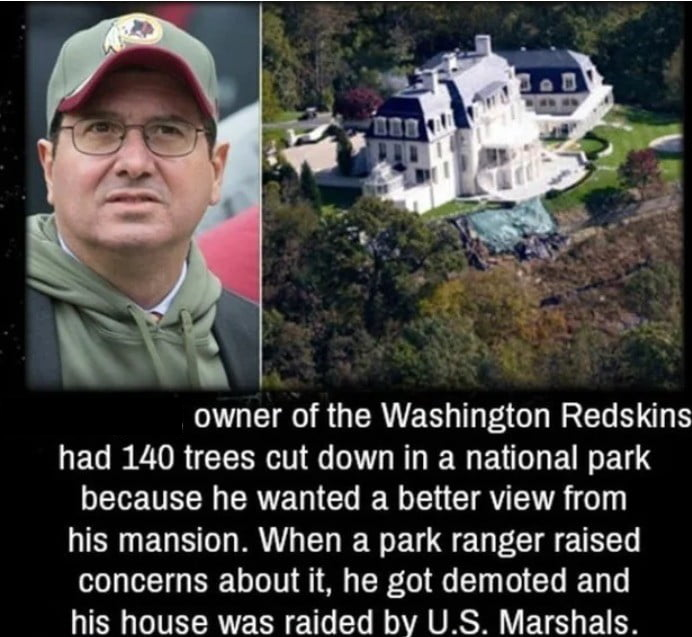 owner of the Washington Redskins
had 140 trees cut down in a national park
because he wanted a better view from
his mansion. When a park ranger raised
concerns about it, he got demoted and
his house was raided by U.S. Marshals.